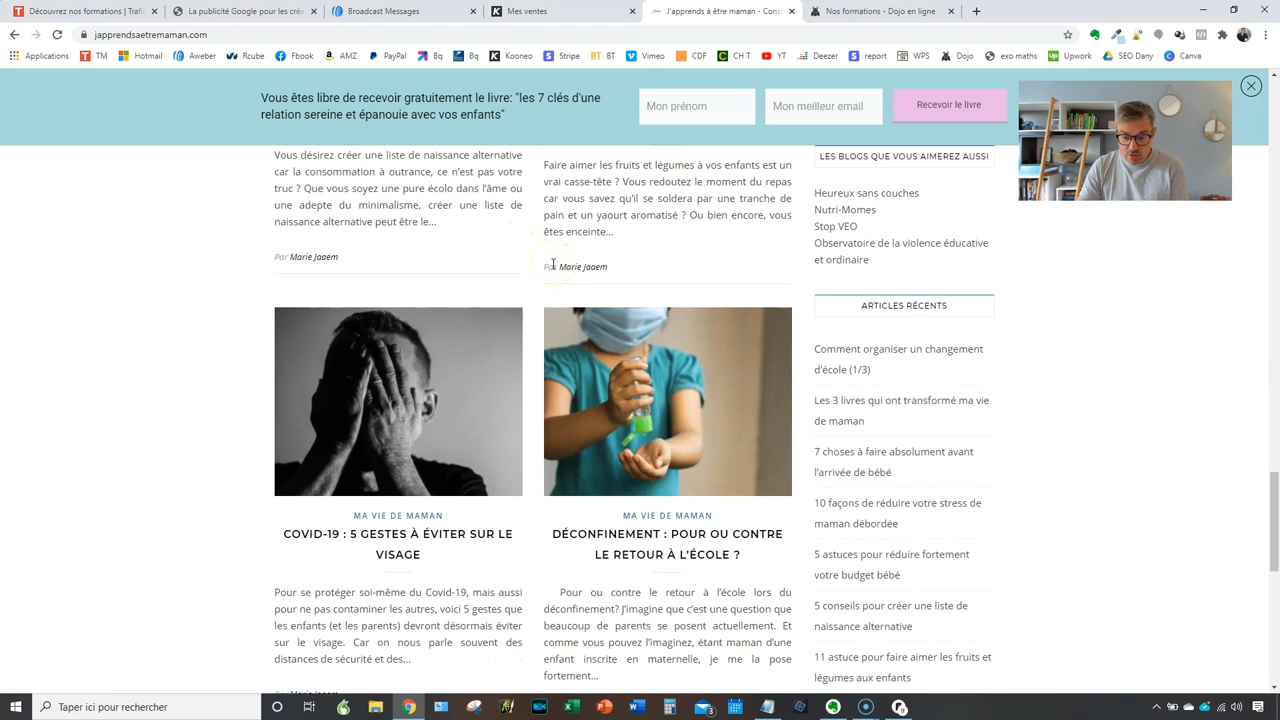 Découvrez nos formations | Trafi
La publicité Google pour les cré
Broadcast Messages
Mes ventes
J'apprends à être maman - Cons
Nos formations - Dojo en ligne
japprendsaetremaman.com
Applications
TM
Hotmail
Aweber
Rcube
Ebook
AMZ
PayPal
Bq
Bq
Kooneo
Stripe
BT
Vimeo
CDF
CH T
YT
Deezer
report
WPS
Dojo
exo maths
Upwork
SEO Dany
Canva
Vous êtes libre de recevoir gratuitement le livre: "les 7 clés d'une
relation sereine et épanouie avec vos enfants"
Mon prénom
Mon meilleur email
Recevoir le livre
Vous désirez créer une liste de naissance alternative
car la consommation à outrance, ce n'est pas votre
truc ? Que vous soyez une pure écolo dans l'âme ou
une adepte du minimalisme, créer une liste de
naissance alternative peut être le...
Par Marie Jaaem
Faire aimer les fruits et légumes à vos enfants est un
vrai casse-tête ? Vous redoutez le moment du repas
car vous savez qu'il se soldera par une tranche de
pain et un yaourt aromatisé ? Ou bien encore, vous
êtes enceinte...
Par Marie Jaaem
MA VIE DE MAMAN
COVID-19 : 5 GESTES À ÉVITER SUR LE
VISAGE
Pour se protéger soi-même du Covid-19, mais aussi
pour ne pas contaminer les autres, voici 5 gestes que
les enfants (et les parents) devront désormais éviter
sur le visage. Car on nous parle souvent des
distances de sécurité et des...
MA VIE DE MAMAN
DÉCONFINEMENT : POUR OU CONTRE
LE RETOUR À L'ÉCOLE ?
Pour ou contre le retour à l'école lors du
déconfinement? J'imagine que c'est une question que
beaucoup de parents se posent actuellement. Et
comme vous pouvez l'imaginez, étant maman d'une
enfant inscrite en maternelle, je me la pose
fortement...
LES BLOGS QUE VOUS AIMEREZ AUSSI
Heureux sans couches
Nutri-Momes
Stop VEO
Observatoire de la violence éducative
et ordinaire
ARTICLES RÉCENTS
Comment organiser un changement
d'école (1/3)
Les 3 livres qui ont transformé ma vie
de maman
7 choses à faire absolument avant
l'arrivée de bébé
10 façons de réduire votre stress de
maman débordée
5 astuces pour réduire fortement
votre budget bébé
5 conseils pour créer une liste de
naissance alternative
11 astuce pour faire aimer les fruits et
légumes aux enfants
Taper ici pour rechercher